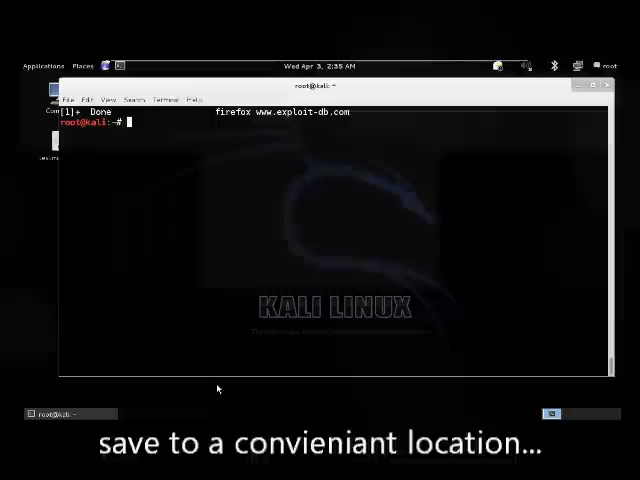 Applications Places Wed Apr 3, 2:35 AM root
root@kali: ~
File Edit View Search Terminal Help
[1]+ Done firefox www.exploit-db.com
root@kali:~#
KALI LINUX
root@kali: ~
save to a convieniant location...